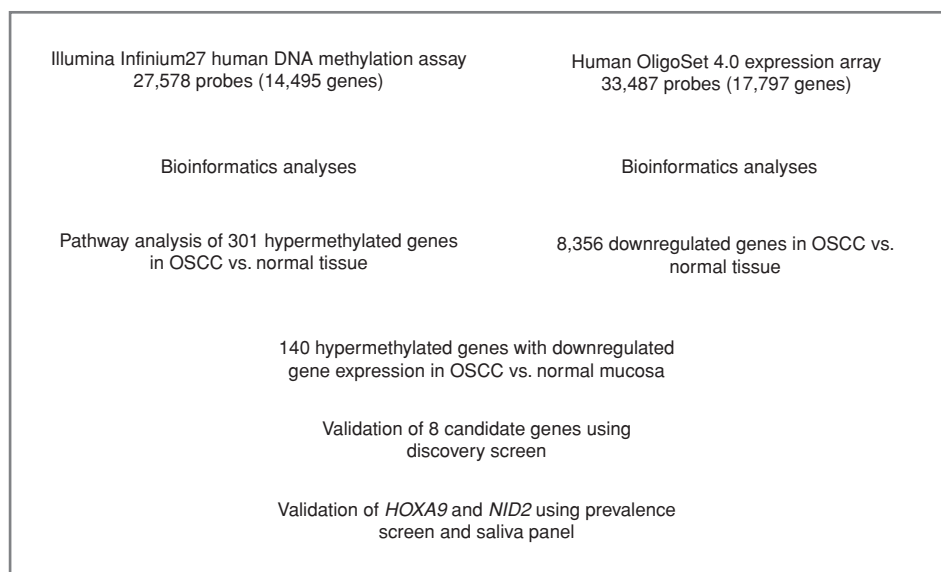 Illumina Infinium27 human DNA methylation assay
27,578 probes (14,495 genes)
Human OligoSet 4.0 expression array
33,487 probes (17,797 genes)
Bioinformatics analyses
Bioinformatics analyses
Pathway analysis of 301 hypermethylated genes
in OSCC vs. normal tissue
8,356 downregulated genes in OSCC vs.
normal tissue
140 hypermethylated genes with downregulated
gene expression in OSCC vs. normal mucosa
Validation of 8 candidate genes using
discovery screen
Validation of HOXA9 and NID2 using prevalence
screen and saliva panel